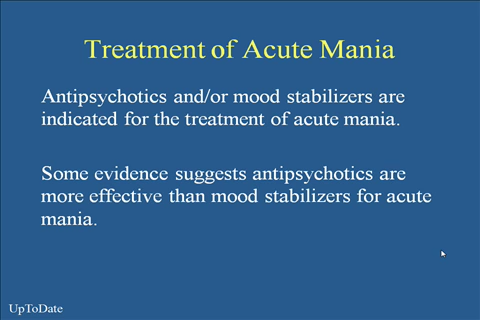 Treatment of Acute Mania
Antipsychotics and/or mood stabilizers are
indicated for the treatment of acute mania.
Some evidence suggests antipsychotics are
more effective than mood stabilizers for acute
mania.
UpToDate